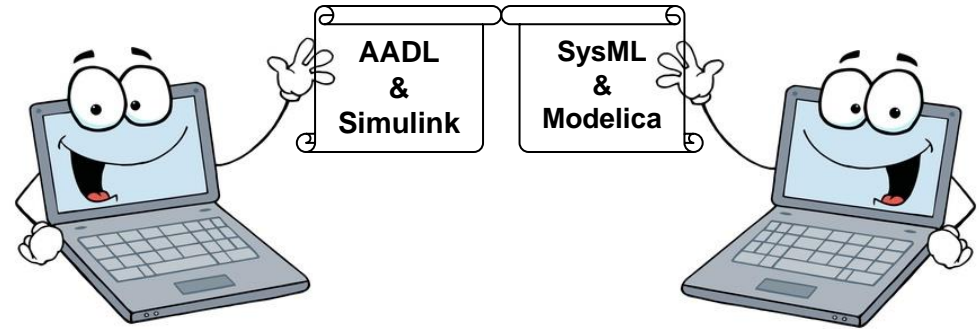 AADL
&
Simulink
SysML
&
Modelica